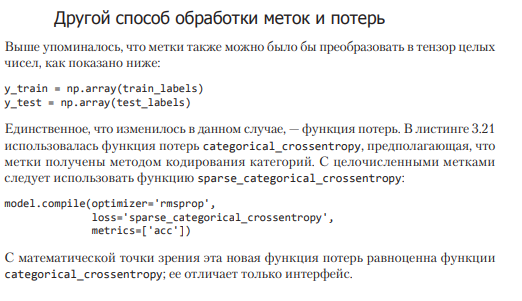 Другой способ обработки меток и потерь
Выше упоминалось, что метки также можно было бы преобразовать в тензор целых
чисел, как показано ниже:
y_train = np.array(train_labels)
y_test = np.array(test_labels)
Единственное, что изменилось в данном случае, — функция потерь. В листинге 3.21
использовалась функция потерь categorical_crossentropy, предполагающая, что
метки получены методом кодирования категорий. С целочисленными метками
следует использовать функцию sparse_categorical_crossentropy:
model.compile(optimizer='rmsprop',
              loss='sparse_categorical_crossentropy',
              metrics=['acc'])
С математической точки зрения эта новая функция потерь равноценна функции
categorical_crossentropy; ее отличает только интерфейс.